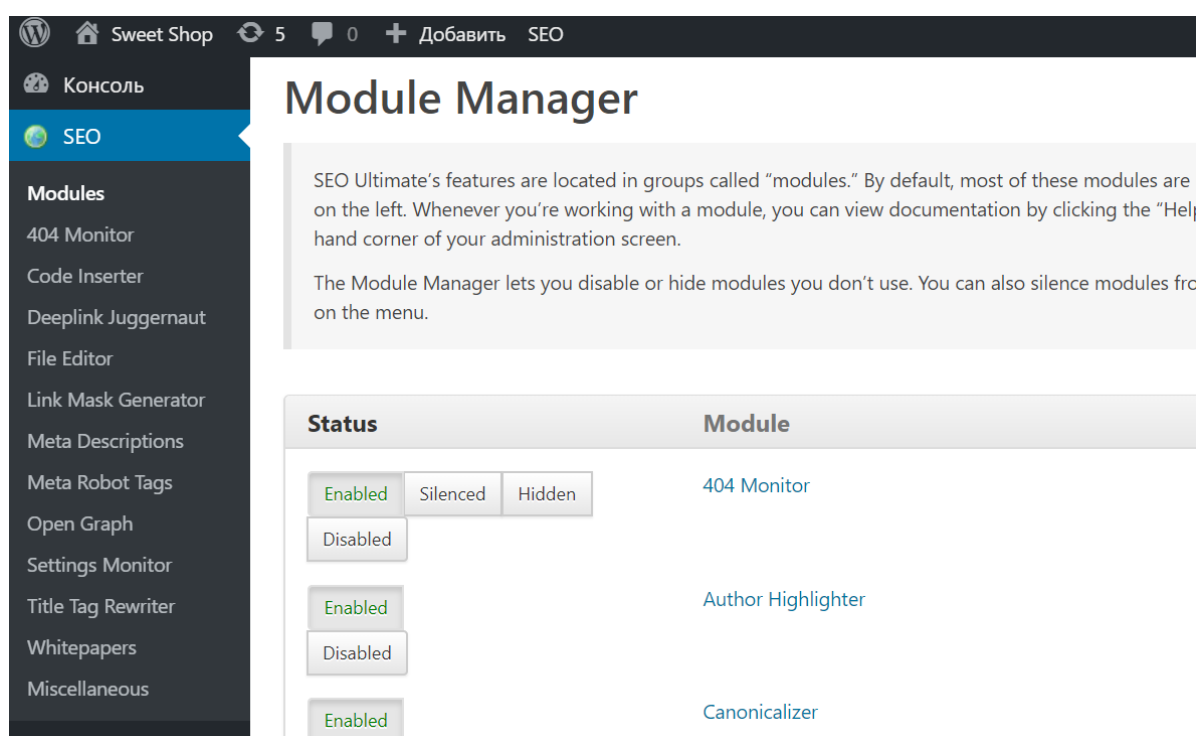 Sweet Shop 5 0 Добавить SEO
Консоль
SEO
Modules
404 Monitor
Code Inserter
Deeplink Juggernaut
File Editor
Link Mask Generator
Meta Descriptions
Meta Robot Tags
Open Graph
Settings Monitor
Title Tag Rewriter
Whitepapers
Miscellaneous
Module Manager
SEO Ultimate’s features are located in groups called “modules.” By default, most of these modules are
on the left. Whenever you’re working with a module, you can view documentation by clicking the “Help
hand corner of your administration screen.
The Module Manager lets you disable or hide modules you don’t use. You can also silence modules fro
on the menu.
Status Module
Enabled Silenced Hidden 404 Monitor
Disabled
Enabled Author Highlighter
Disabled
Enabled Canonicalizer